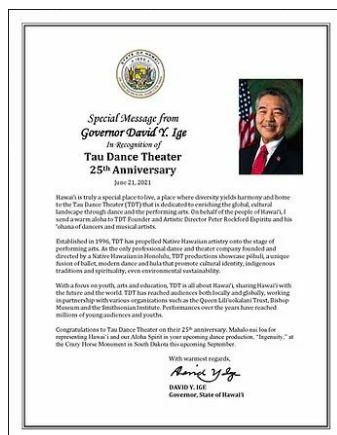 STATE OF HAWAII
Special Message from
Governor David Y. Ige
In Recognition of
Tau Dance Theater
25th Anniversary
June 21, 2021
Hawai'i is truly a special place to live, a place where diversity yields harmony and home
to the Tau Dance Theater (TDT) that is dedicated to enriching the global, cultural
landscape through dance and the performing arts. On behalf of the people of Hawai'i, I
send a warm aloha to TDT Founder and Artistic Director Peter Rockford Espiritu and his
'ohana of dancers and musical artists.
Established in 1996, TDT has propelled Native Hawaiian artistry onto the stage of
performing arts. As the only professional dance and theater company founded and
directed by a Native Hawaiian in Honolulu, TDT productions showcase pōhuli, a unique
fusion of ballet, modern dance and hula that promote cultural identity, indigenous
traditions and spirituality, even environmental sustainability.
With a focus on youth, arts and education, TDT is all about Hawai'i, sharing Hawai'i with
the future and the world. TDT has reached audiences both locally and globally, working
in partnership with various organizations such as the Queen Lili'uokalani Trust, Bishop
Museum and the Smithsonian Institute. Performances over the years have reached
millions of young audiences and youths.
Congratulations to Tau Dance Theater on their 25th anniversary. Mahalo nui loa for
representing Hawai'i and our Aloha Spirit in your upcoming dance production, "Ingenuity," at
the Crazy Horse Monument in South Dakota this upcoming September.
With warmest regards,
David Y. Ige
DAVID Y. IGE
Governor, State of Hawai'i